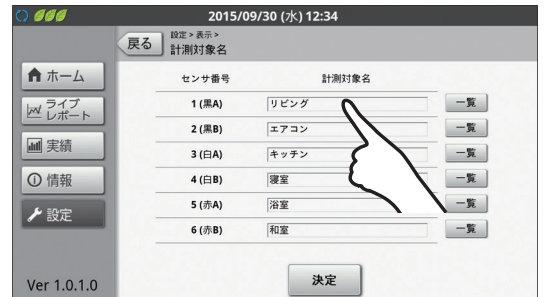 2015/09/30 (水) 12:34
戻る
設定 > 表示 >
計測対象名
ホーム
ライブ
レポート
実績
情報
設定
Ver 1.0.1.0
センサ番号 計測対象名
1 (黒A) リビング 一覧
2 (黒B) エアコン 一覧
3 (白A) キッチン 一覧
4 (白B) 寝室 一覧
5 (赤A) 浴室 一覧
6 (赤B) 和室 一覧
決定